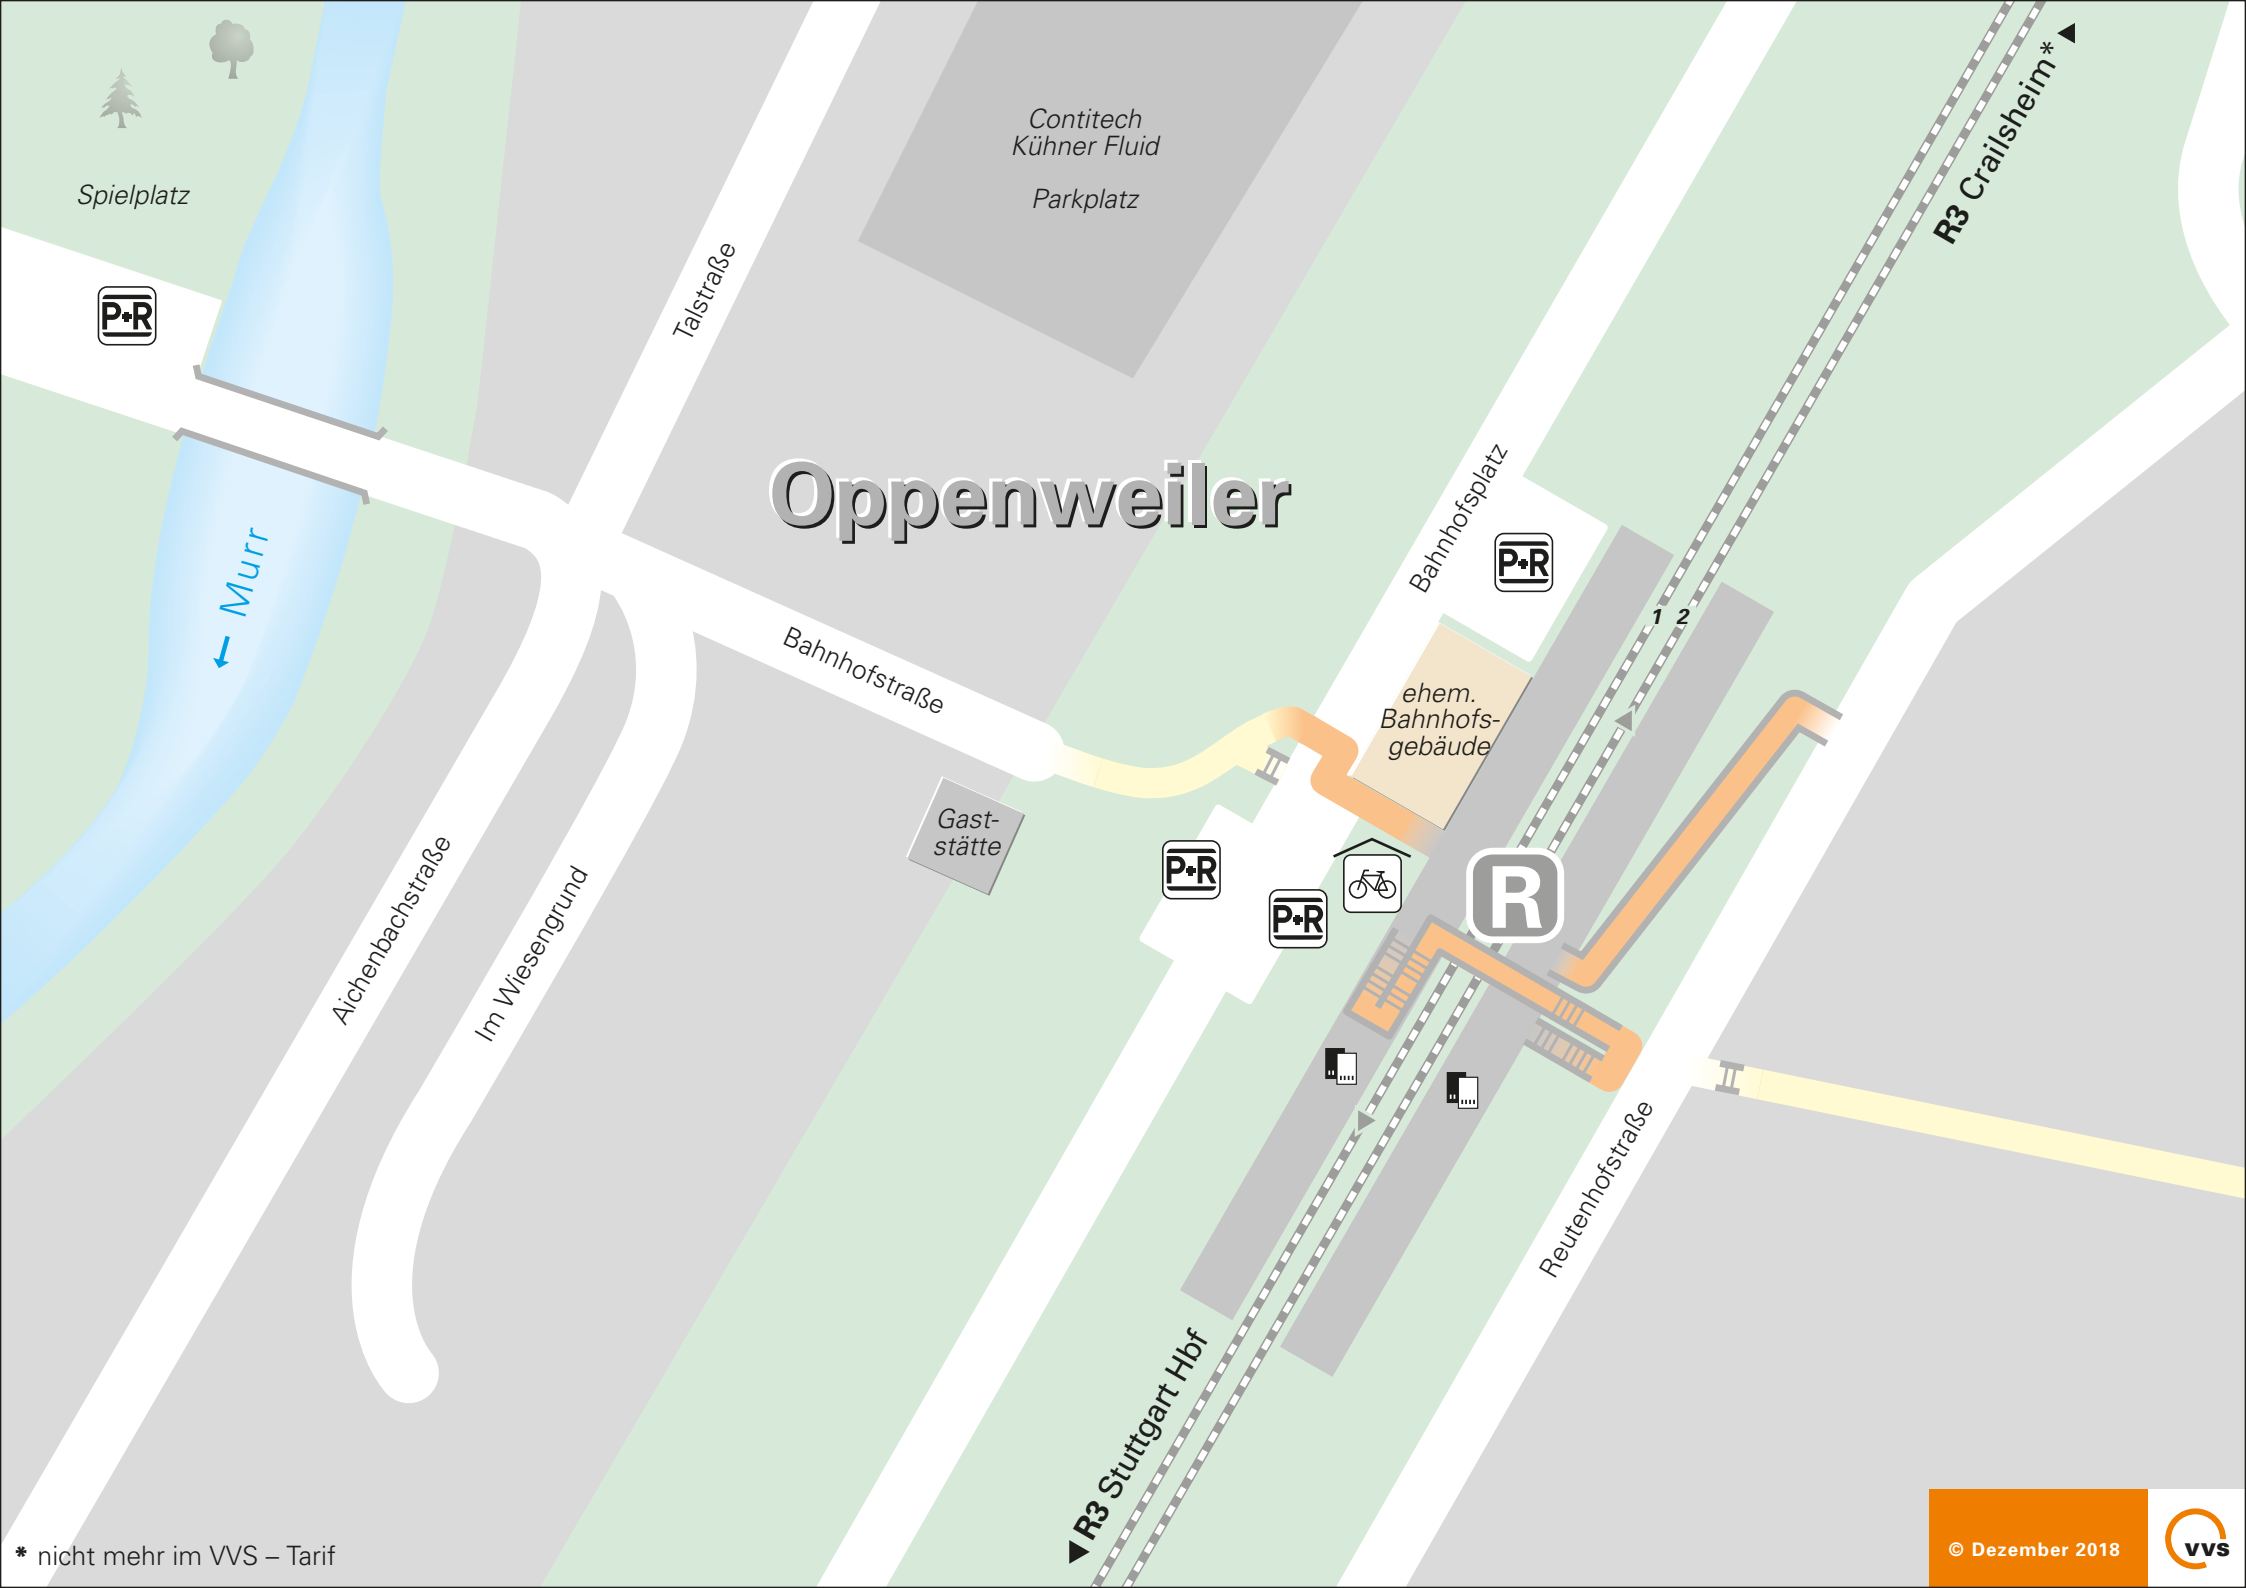 Contitech
Kühner Fluid
Parkplatz
R3 Crailsheim*
Spielplatz
P+R
Talstraße
Oppenweiler
Bahnhofsplatz
P+R
Murr
1 2
Bahnhofstraße
ehem.
Bahnhofs-
gebäude
Gast-
stätte
P+R
P+R
R
Aichenbachstraße
Im Wiesengrund
Reutenhofstraße
R3 Stuttgart Hbf
* nicht mehr im VVS – Tarif
© Dezember 2018
vvs